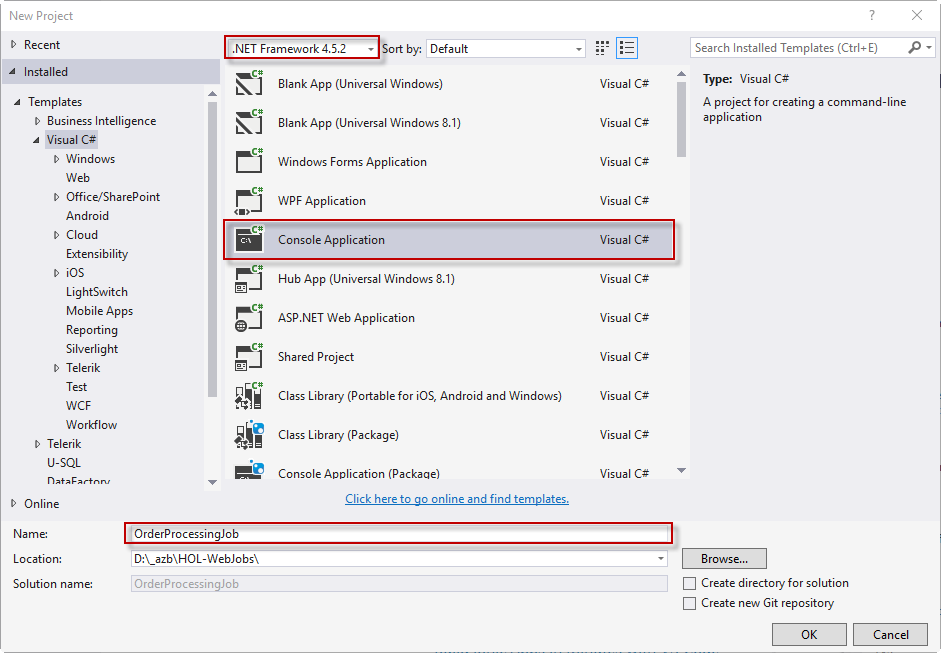 New Project
?
Recent
.NET Framework 4.5.2
Sort by:
Default
Search Installed Templates (Ctrl+E)
Installed
Templates
Business Intelligence
Visual C#
Windows
Web
Office/SharePoint
Android
Cloud
Extensibility
iOS
LightSwitch
Mobile Apps
Reporting
Silverlight
Telerik
Test
WCF
Workflow
Telerik
U-SQL
DataFactory
Online
Blank App (Universal Windows) Visual C#
Blank App (Universal Windows 8.1) Visual C#
Windows Forms Application Visual C#
WPF Application Visual C#
Console Application Visual C#
Hub App (Universal Windows 8.1) Visual C#
ASP.NET Web Application Visual C#
Shared Project Visual C#
Class Library (Portable for iOS, Android and Windows) Visual C#
Class Library (Package) Visual C#
Console Application (Package) Visual C#
Click here to go online and find templates.
Type: Visual C#
A project for creating a command-line
application
Name: OrderProcessingJob
Location: D:\_azb\HOL-WebJobs\
Browse...
Solution name: OrderProcessingJob
Create directory for solution
Create new Git repository
OK
Cancel